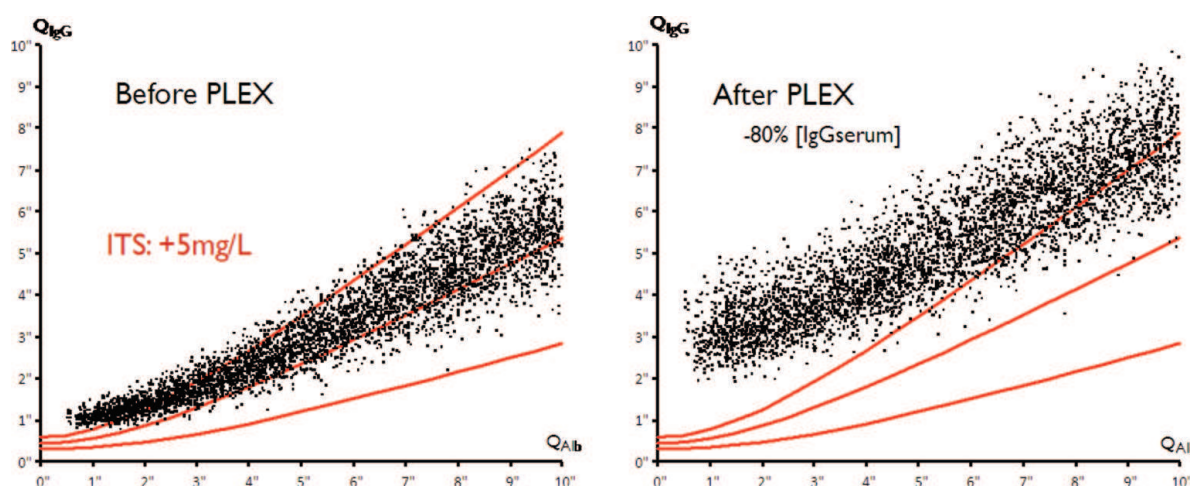 QIgG
10"
9"
8"
7"
6"
5"
4"
3"
2"
1"
0"
Before PLEX
ITS: +5mg/L
QAlb
0" 1" 2" 3" 4" 5" 6" 7" 8" 9" 10"
QIgG
10"
9"
8"
7"
6"
5"
4"
3"
2"
1"
0"
After PLEX
-80% [IgGserum]
QAl
0" 1" 2" 3" 4" 5" 6" 7" 8" 9" 10"